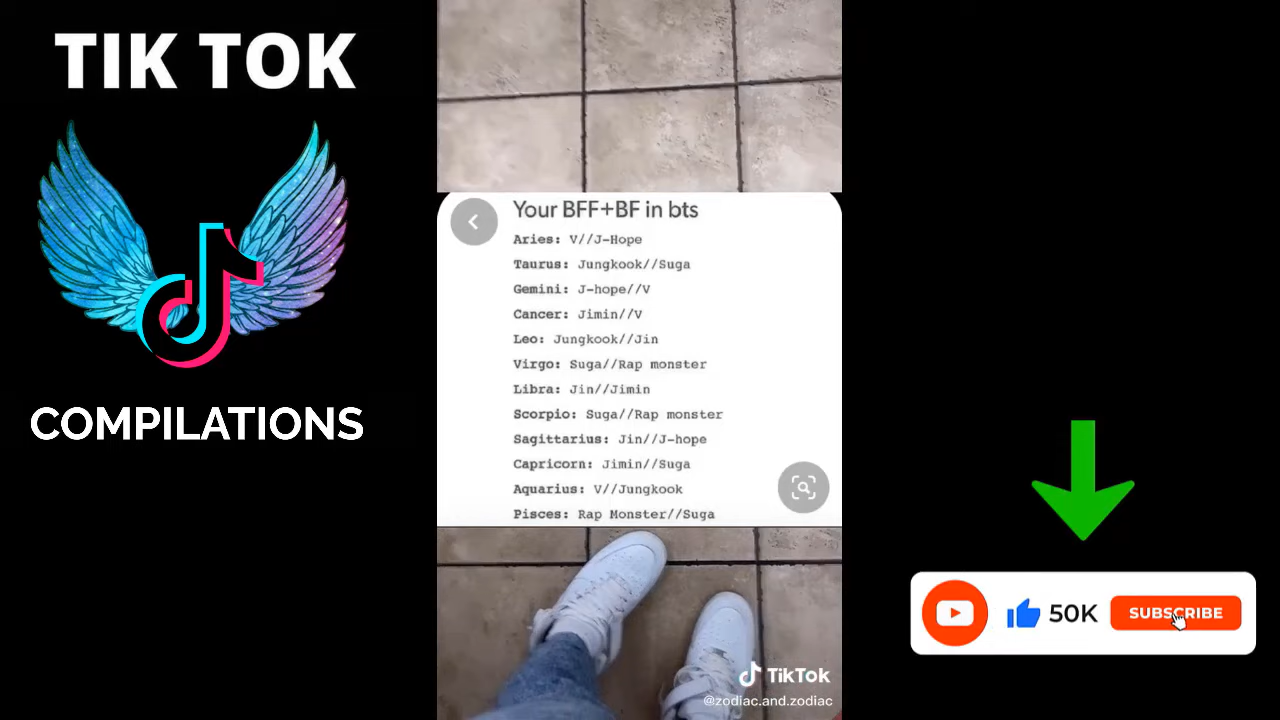 TIK TOK
COMPILATIONS
Your BFF+BF in bts
Aries: V//J-Hope
Taurus: Jungkook//Suga
Gemini: J-hope//V
Cancer: Jimin//V
Leo: Jungkook//Jin
Virgo: Suga//Rap monster
Libra: Jin//Jimin
Scorpio: Suga//Rap monster
Sagittarius: Jin//J-hope
Capricorn: Jimin//Suga
Aquarius: V//Jungkook
Pisces: Rap Monster//Suga
TikTok
@zodiac.and.zodiac
50K
SUBSCRIBE